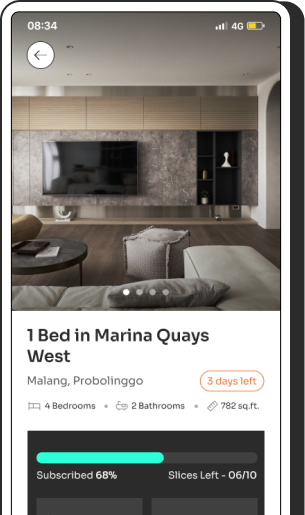 08:34
4G
1 Bed in Marina Quays
West
Malang, Probolinggo
3 days left
4 Bedrooms
2 Bathrooms
782 sq.ft.
Subscribed 68%
Slices Left - 06/10